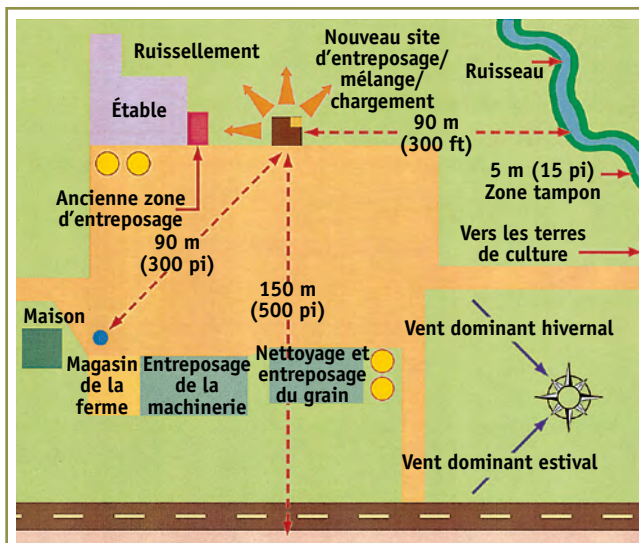 Ruissellement
Nouveau site
d'entreposage/
mélange/
chargement
Ruisseau
Étable
90 m
(300 ft)
5 m (15 pi)
Zone tampon
Ancienne zone
d'entreposage
90 m
(300 pi)
Vers les terres
de culture
150 m
(500 pi)
Maison
Vent dominant hivernal
Magasin
de la
ferme
Entreposage
de la
machinerie
Nettoyage et
entreposage
du grain
Vent dominant estival